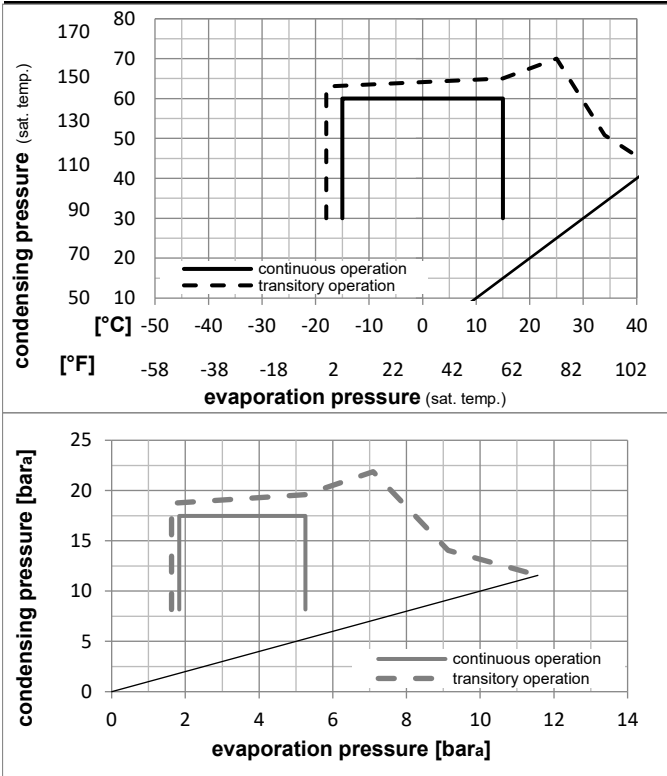 condensing pressure (sat. temp.)
170 80
150 70
130 60
110 50
90 40
70 30
50 20
10
continuous operation
transitory operation
[°C] -50 -40 -30 -20 -10 0 10 20 30 40
[°F] -58 -38 -18 2 22 42 62 82 102
evaporation pressure (sat. temp.)
condensing pressure [bara]
25
20
15
10
5
0
continuous operation
transitory operation
0 2 4 6 8 10 12 14
evaporation pressure [bara]